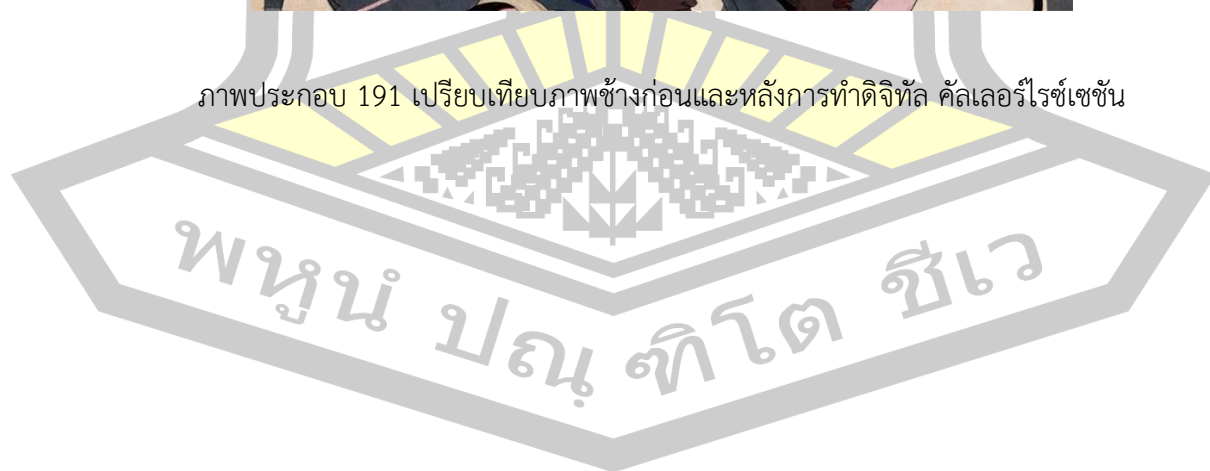 ภาพประกอบ 191 เปรียบเทียบภาพช้างก่อนและหลังการทำดิจิทัล คัลเลอร์ไรซ์เซชัน
พหูนํ ปณฺฑิโต ชีเว